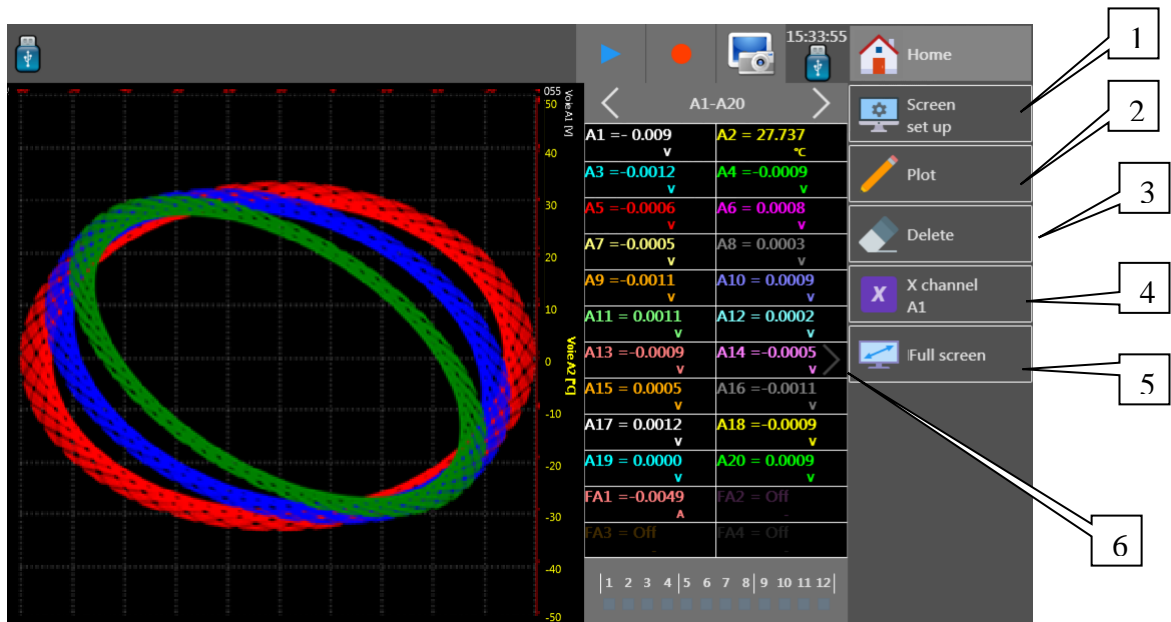 15:33:55
Home
A1-A20
Screen
set up
Plot
Delete
X
X channel
A1
Full screen
055
VoieA1 [V]
50
40
30
20
10
0
VoieA2 [°C]
-10
-20
-30
-40
-50
A1 =- 0.009
V
A2 = 27.737
°C
A3 =-0.0012
V
A4 =-0.0009
V
A5 =-0.0006
V
A6 = 0.0008
V
A7 =-0.0005
V
A8 = 0.0003
V
A9 =-0.0011
V
A10 = 0.0009
V
A11 = 0.0011
V
A12 = 0.0002
V
A13 =-0.0009
V
A14 =-0.0005
V
A15 = 0.0005
V
A16 =-0.0011
V
A17 = 0.0012
V
A18 =-0.0009
V
A19 = 0.0000
V
A20 = 0.0009
V
FA1 =-0.0049
A
FA2 = Off
-
FA3 = Off
-
FA4 = Off
-
1 2 3 4 5 6 7 8 9 10 11 12
1
2
3
4
5
6